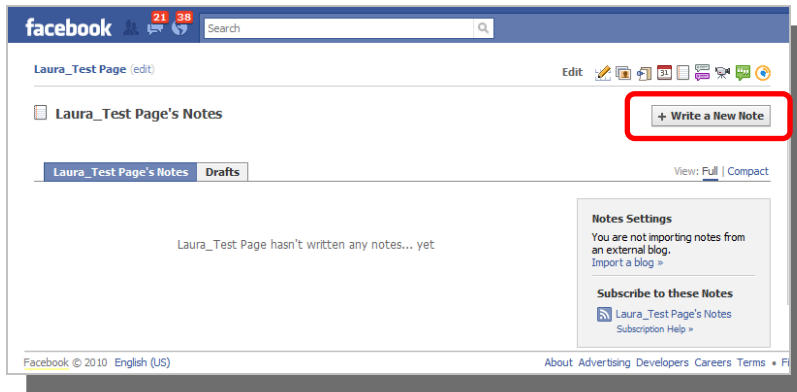 facebook 21 38 Search
Laura_Test Page (edit) Edit 31
Laura_Test Page's Notes + Write a New Note
Laura_Test Page's Notes Drafts View: Full | Compact
Laura_Test Page hasn't written any notes... yet
Notes Settings
You are not importing notes from
an external blog.
Import a blog »
Subscribe to these Notes
Laura_Test Page's Notes
Subscription Help »
Facebook © 2010 English (US) About Advertising Developers Careers Terms •